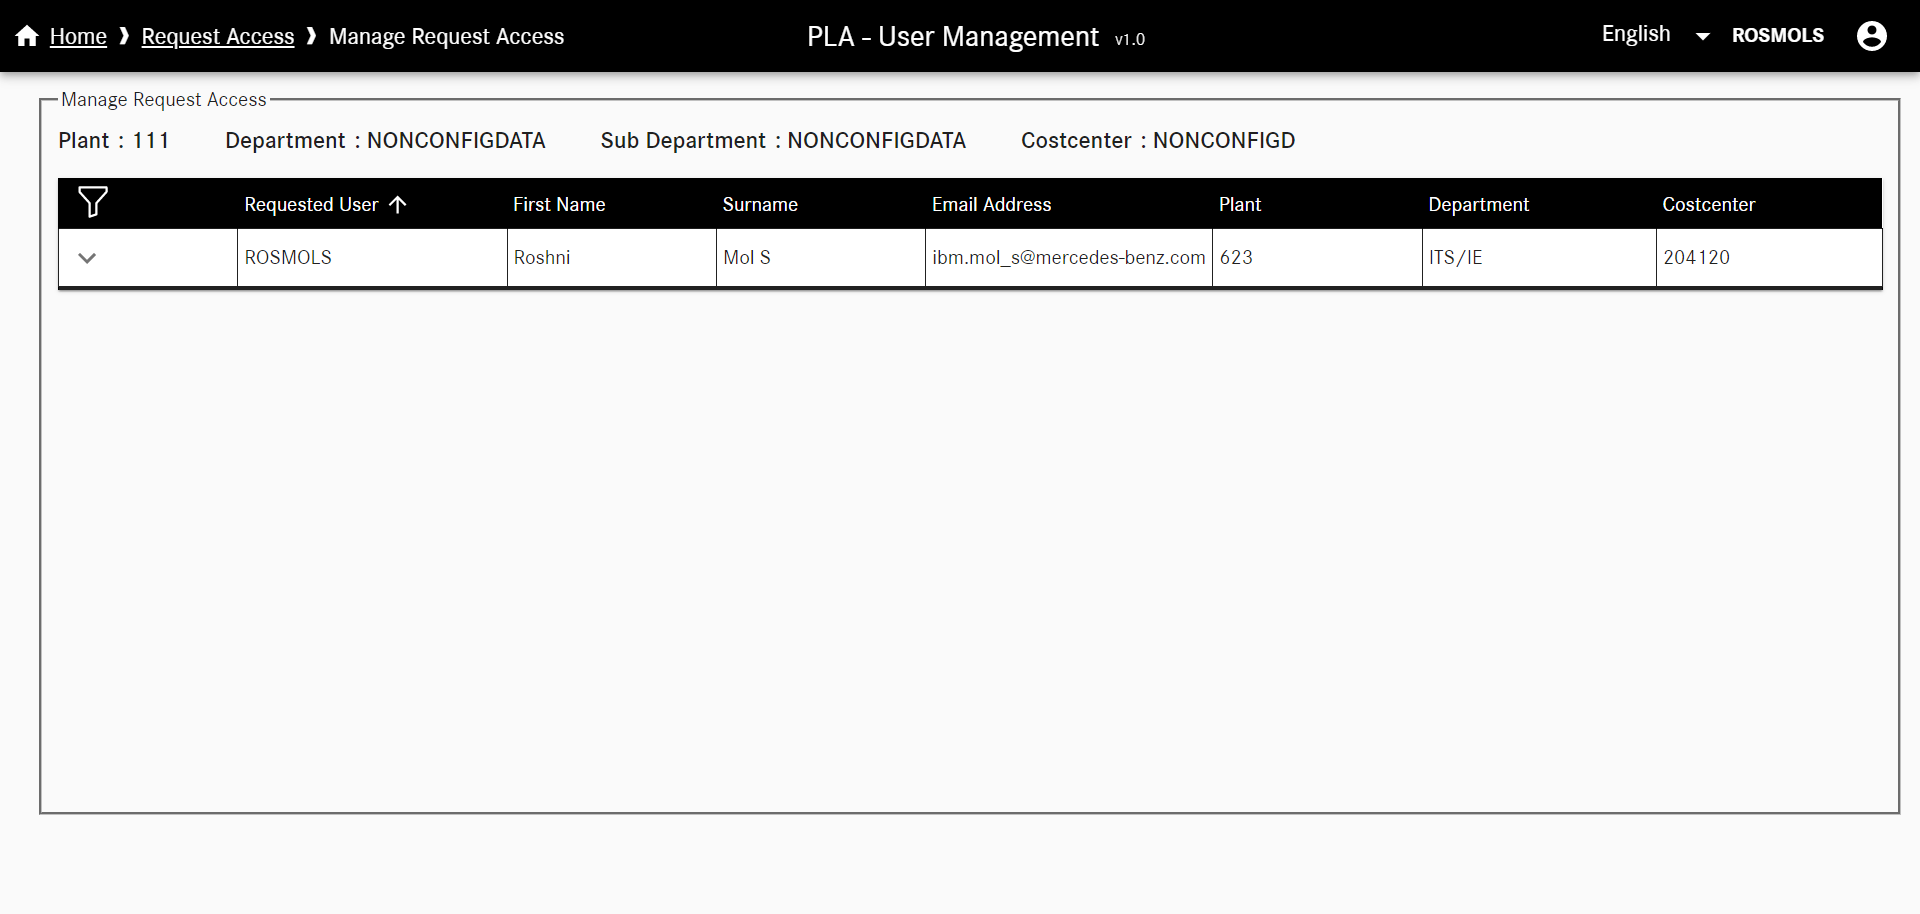 Home ❱ Request Access ❱ Manage Request Access PLA - User Management v1.0 English ROSMOLS
Manage Request Access
Plant : 111 Department : NONCONFIGDATA Sub Department : NONCONFIGDATA Costcenter : NONCONFIGD
Requested User First Name Surname Email Address Plant Department Costcenter
ROSMOLS Roshni Mol S ibm.mol_s@mercedes-benz.com 623 ITS/IE 204120